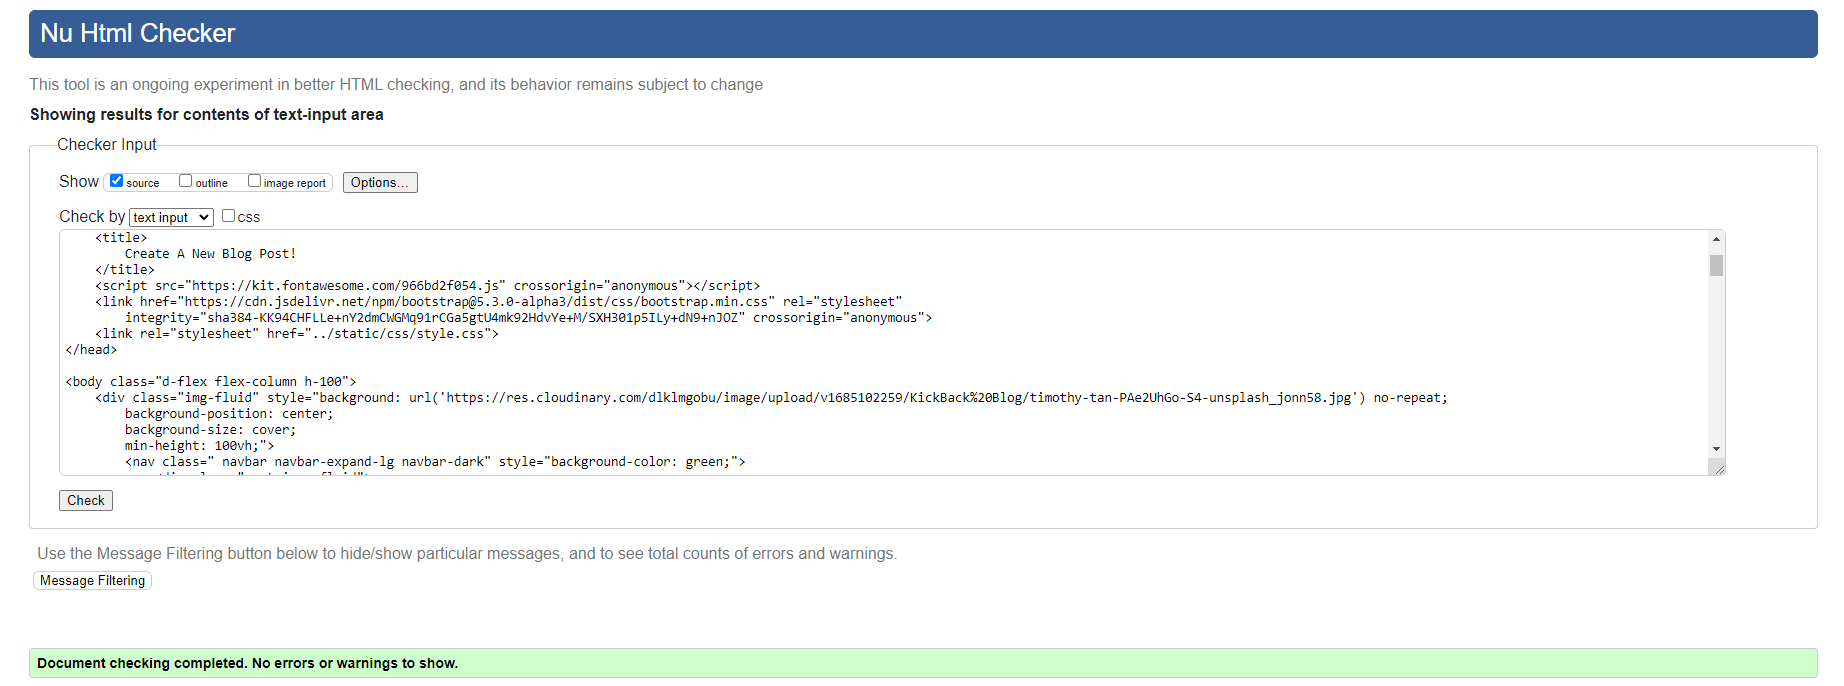 Nu Html Checker
This tool is an ongoing experiment in better HTML checking, and its behavior remains subject to change
Showing results for contents of text-input area
Checker Input
Show source outline image report Options...
Check by text input css
<title>
Create A New Blog Post!
</title>
<script src="https://kit.fontawesome.com/966bd2f054.js" crossorigin="anonymous"></script>
<link href="https://cdn.jsdelivr.net/npm/bootstrap@5.3.0-alpha3/dist/css/bootstrap.min.css" rel="stylesheet"
integrity="sha384-KK94CHFLLe+nY2dmCWGMq91rCGa5gtU4mk92HdvYe+M/SXH301p5ILy+dN9+nJOZ" crossorigin="anonymous">
<link rel="stylesheet" href="../static/css/style.css">
</head>
<body class="d-flex flex-column h-100">
<div class="img-fluid" style="background: url('https://res.cloudinary.com/dlklmgobu/image/upload/v1685102259/KickBack%20Blog/timothy-tan-PAe2UhGo-S4-unsplash_jonn58.jpg') no-repeat;
background-position: center;
background-size: cover;
min-height: 100vh;">
<nav class=" navbar navbar-expand-lg navbar-dark" style="background-color: green;">
Check
Use the Message Filtering button below to hide/show particular messages, and to see total counts of errors and warnings.
Message Filtering
Document checking completed. No errors or warnings to show.